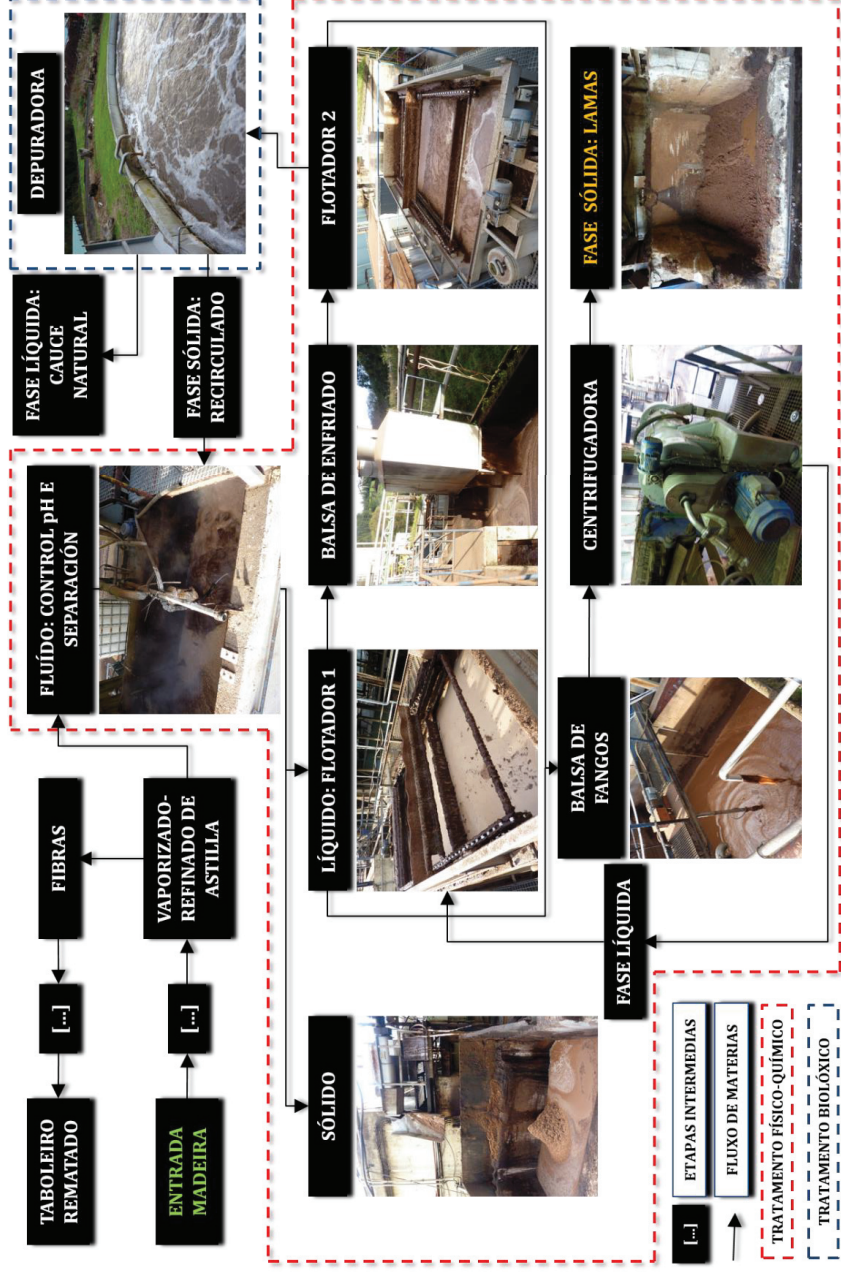 TABOLEIRO
REMATADO
[...]
FIBRAS
ENTRADA
MADEIRA
[...]
VAPORIZADO-
REFINADO DE
ASTILLA
FLUÍDO: CONTROL pH E
SEPARACIÓN
FASE LÍQUIDA:
CAUCE
NATURAL
FASE SÓLIDA:
RECIRCULADO
DEPURADORA
SÓLIDO
LÍQUIDO: FLOTADOR 1
BALSA DE ENFRIADO
FLOTADOR 2
FASE LÍQUIDA
BALSA DE
FANGOS
CENTRIFUGADORA
FASE SÓLIDA: LAMAS
[...]
ETAPAS INTERMEDIAS
FLUXO DE MATERIAS
TRATAMENTO FÍSICO-QUÍMICO
TRATAMENTO BIOLÓXICO